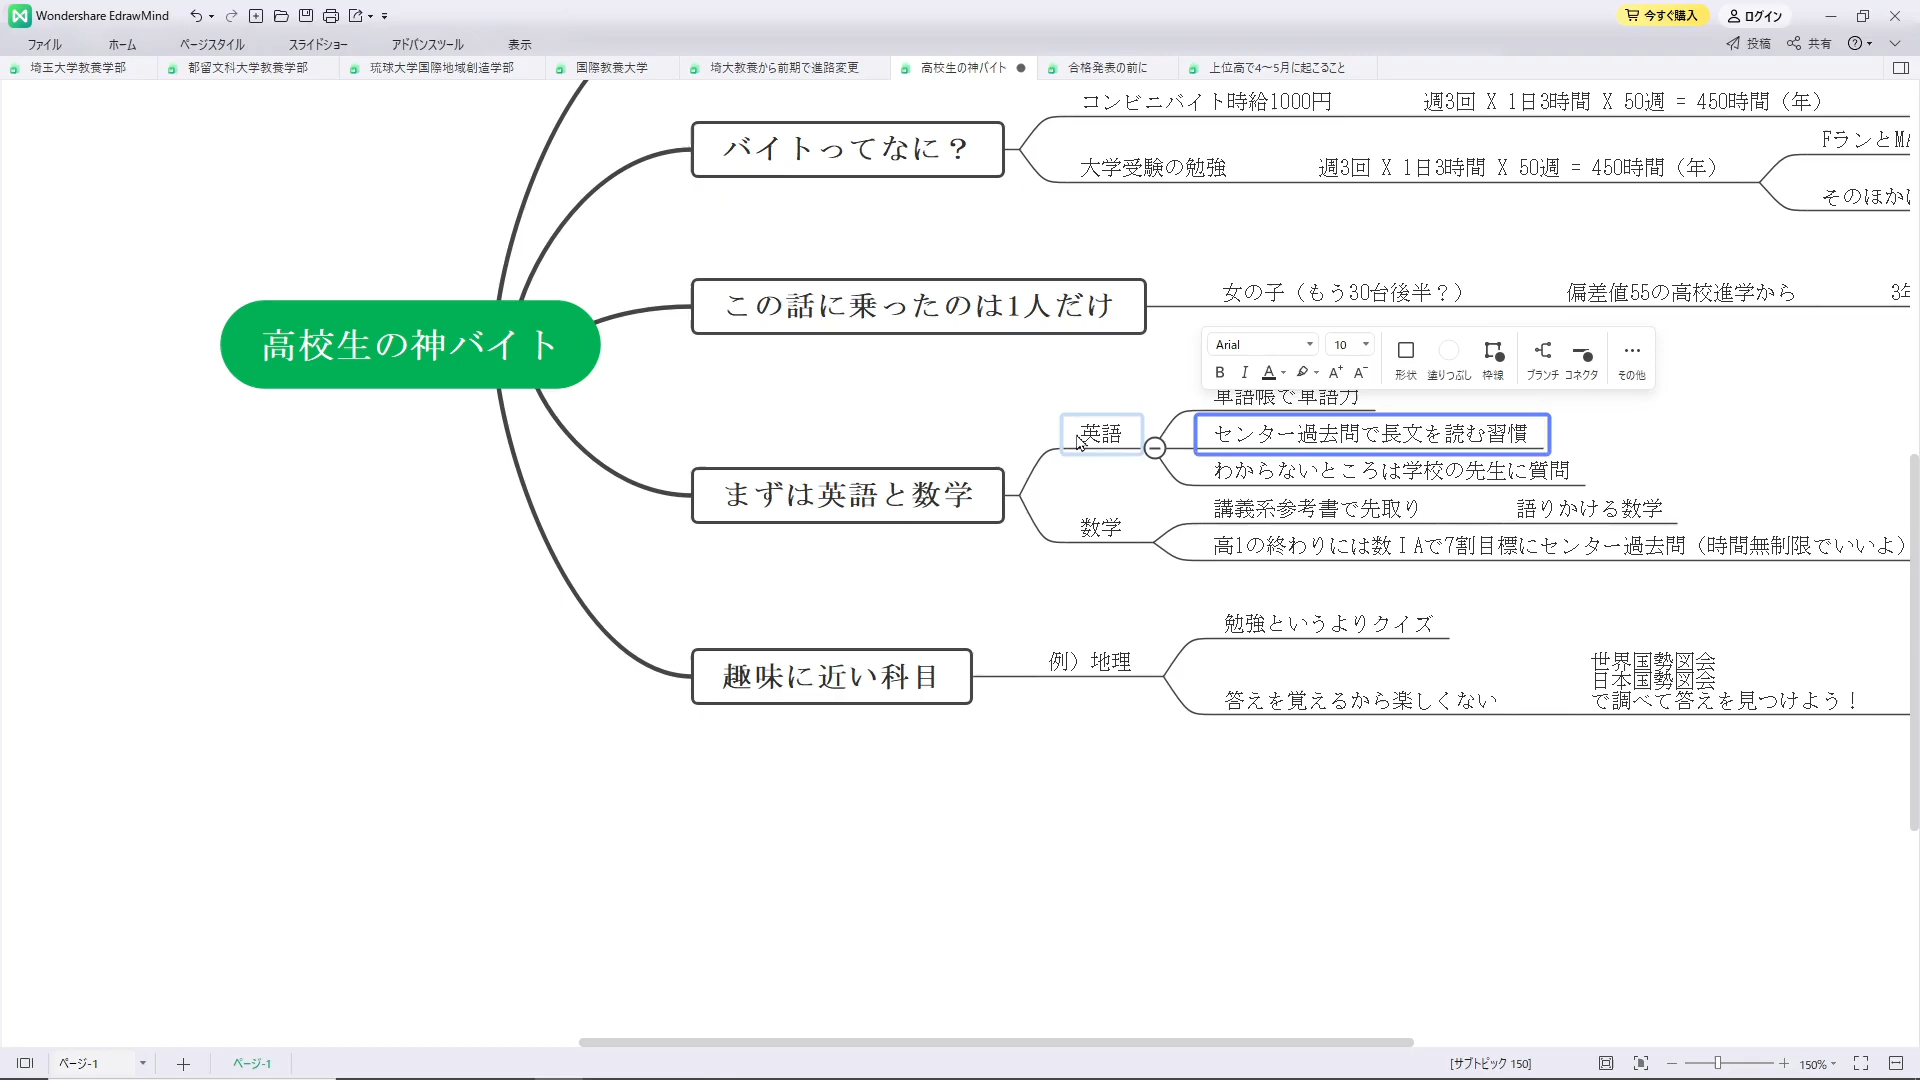 Wondershare EdrawMind
今すぐ購入
ログイン
ファイル
ホーム
ページスタイル
スライドショー
アドバンスツール
表示
投稿
共有
埼玉大学教養学部
都留文科大学教養学部
琉球大学国際地域創造学部
国際教養大学
埼大教養から前期で進路変更
高校生の神バイト
合格発表の前に
上位高で4〜5月に起こること
コンビニバイト時給1000円
週3回 X 1日3時間 X 50週 = 450時間（年）
バイトってなに？
FランとMA
大学受験の勉強
週3回 X 1日3時間 X 50週 = 450時間（年）
そのほかに
この話に乗ったのは1人だけ
女の子（もう30台後半？）
偏差値55の高校進学から
3年
高校生の神バイト
Arial
10
B
I
A
A+
A-
形状
塗りつぶし
枠線
ブランチ
コネクタ
その他
単語帳で単語力
英語
センター過去問で長文を読む習慣
わからないところは学校の先生に質問
まずは英語と数学
講義系参考書で先取り
語りかける数学
数学
高1の終わりには数ⅠAで7割目標にセンター過去問（時間無制限でいいよ）
勉強というよりクイズ
趣味に近い科目
例）地理
世界国勢図会
日本国勢図会
で調べて答えを見つけよう！
答えを覚えるから楽しくない
ページ-1
ページ-1
[サブトピック 150]
150%